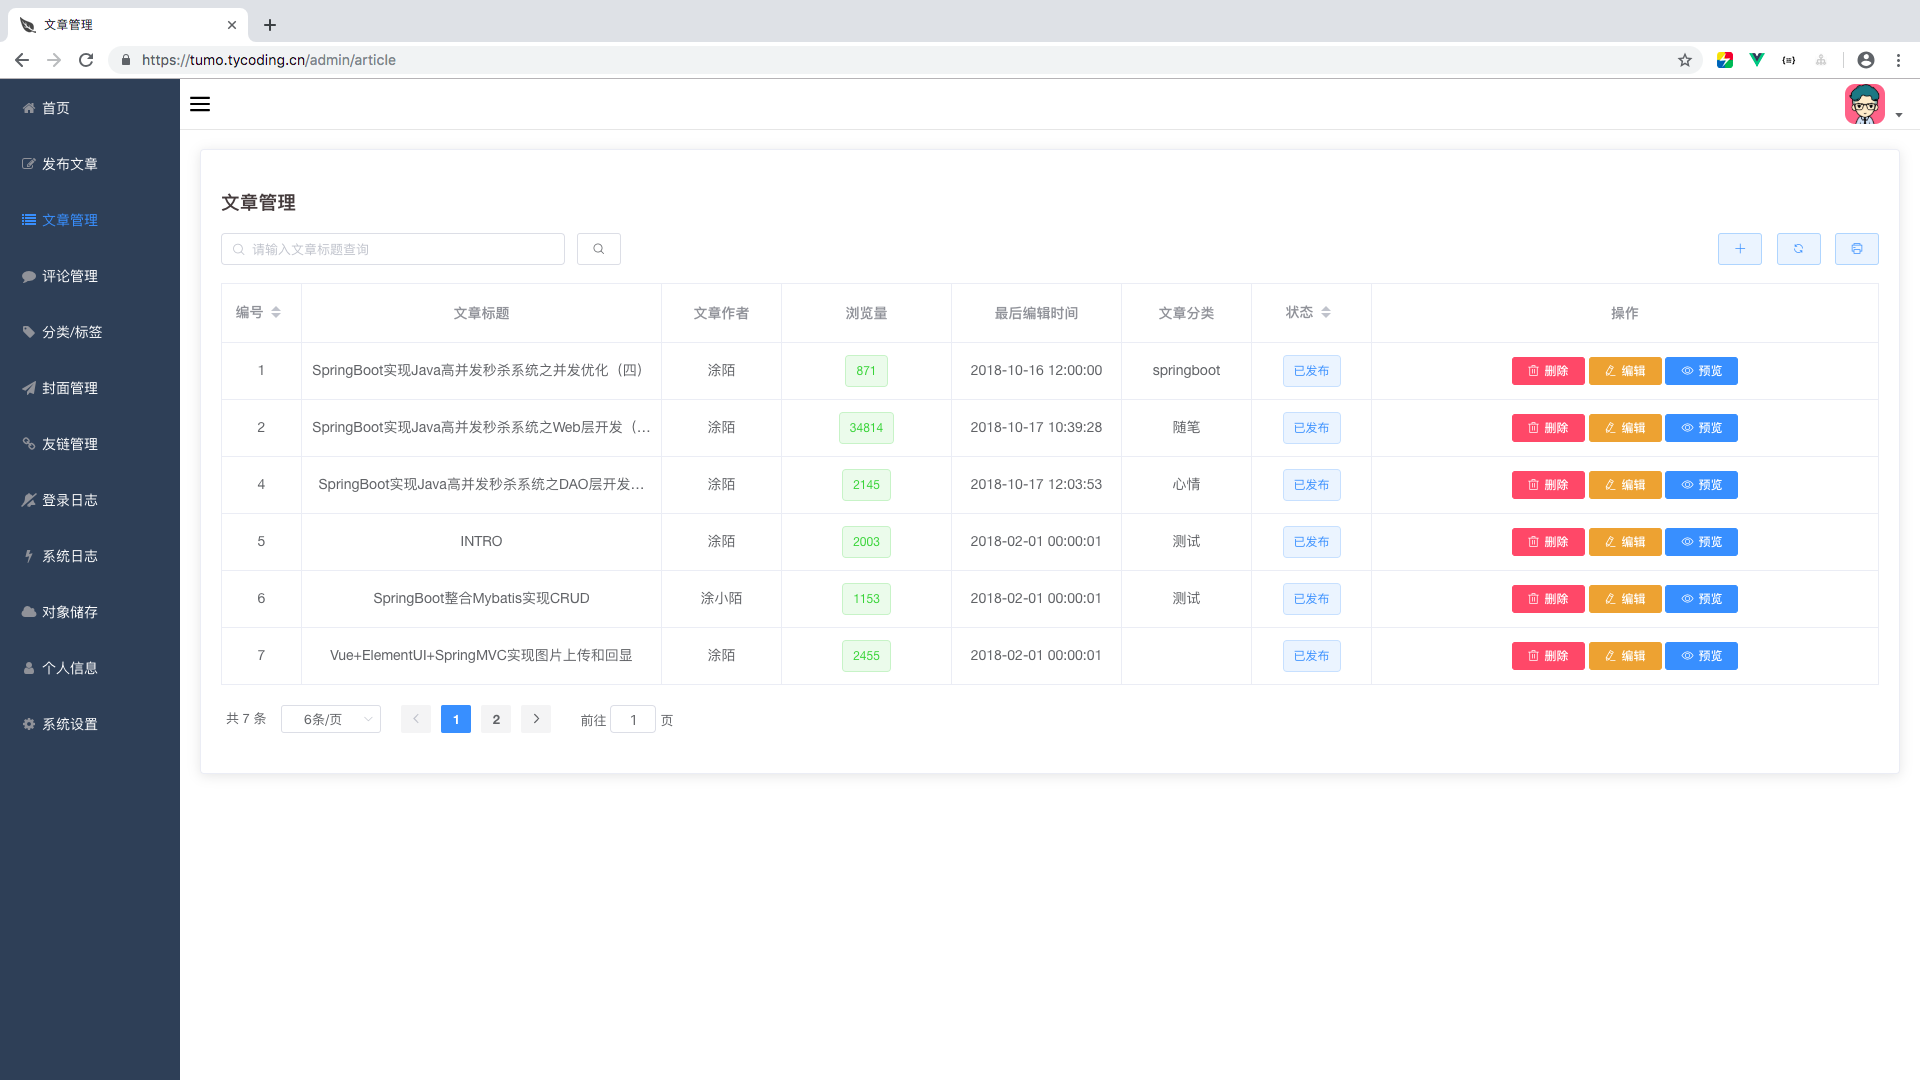 文章管理
https://tumo.tycoding.cn/admin/article
首页
发布文章
文章管理
评论管理
分类/标签
封面管理
友链管理
登录日志
系统日志
对象储存
个人信息
系统设置
文章管理
请输入文章标题查询
编号 文章标题 文章作者 浏览量 最后编辑时间 文章分类 状态 操作
1 SpringBoot实现Java高并发秒杀系统之并发优化（四） 涂陌 871 2018-10-16 12:00:00 springboot 已发布 删除 编辑 预览
2 SpringBoot实现Java高并发秒杀系统之Web层开发（... 涂陌 34814 2018-10-17 10:39:28 随笔 已发布 删除 编辑 预览
4 SpringBoot实现Java高并发秒杀系统之DAO层开发... 涂陌 2145 2018-10-17 12:03:53 心情 已发布 删除 编辑 预览
5 INTRO 涂陌 2003 2018-02-01 00:00:01 测试 已发布 删除 编辑 预览
6 SpringBoot整合Mybatis实现CRUD 涂小陌 1153 2018-02-01 00:00:01 测试 已发布 删除 编辑 预览
7 Vue+ElementUI+SpringMVC实现图片上传和回显 涂陌 2455 2018-02-01 00:00:01 已发布 删除 编辑 预览
共 7 条 6条/页 1 2 前往 1 页